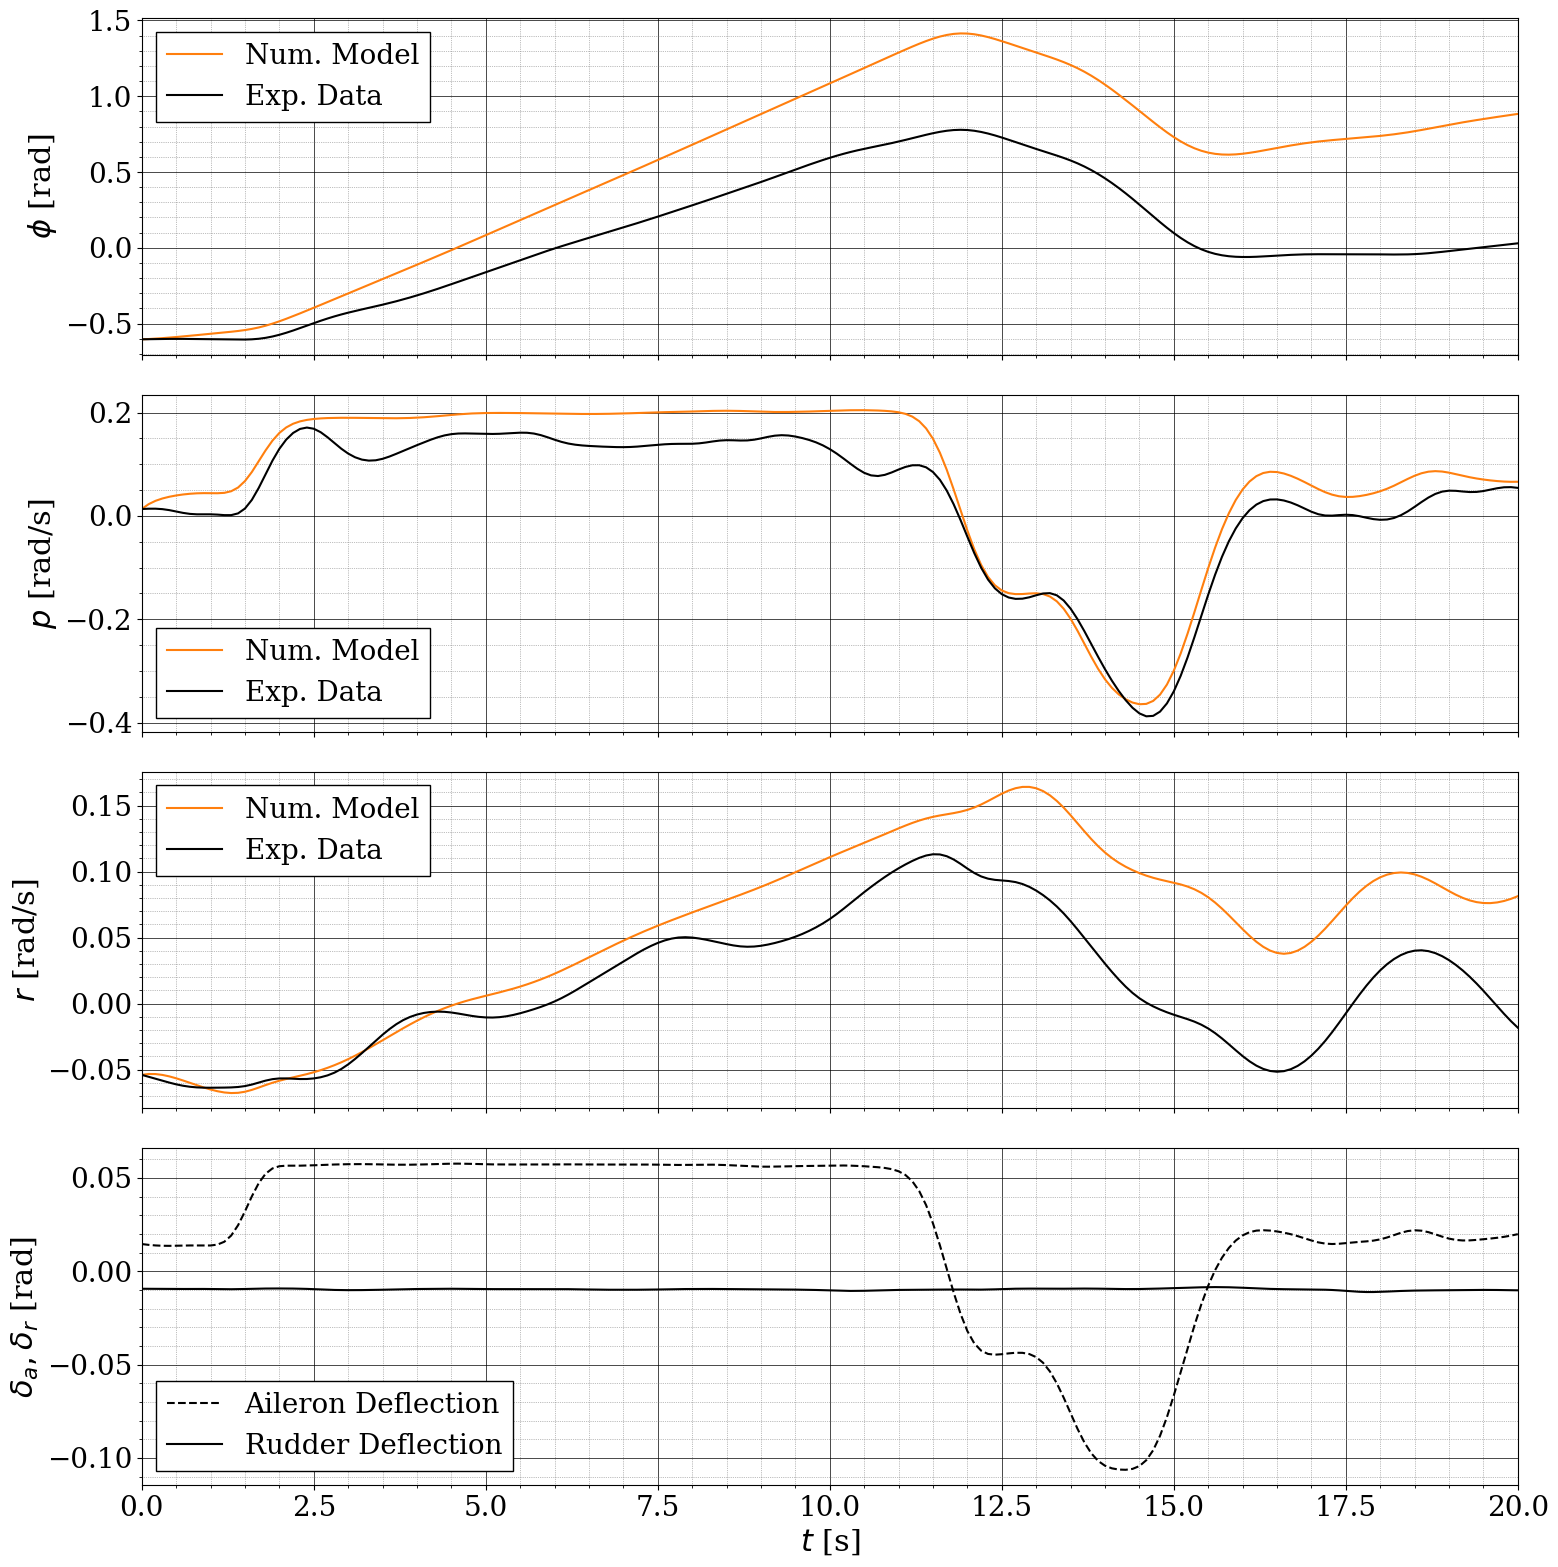 1.5
1.0
0.5
0.0
−0.5
ϕ [rad]
Num. Model
Exp. Data
0.2
0.0
−0.2
−0.4
p [rad/s]
Num. Model
Exp. Data
0.15
0.10
0.05
0.00
−0.05
r [rad/s]
Num. Model
Exp. Data
0.05
0.00
−0.05
−0.10
δa, δr [rad]
Aileron Deflection
Rudder Deflection
0.0 2.5 5.0 7.5 10.0 12.5 15.0 17.5 20.0
t [s]